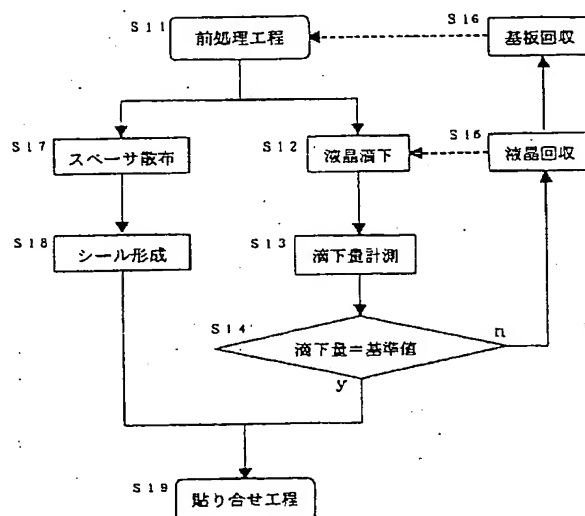 S11
前処理工程
S16
基板回収
S17
スペーサ散布
S12
液晶滴下
S15
液晶回収
S18
シール形成
S13
滴下量計測
S14
滴下量=基準値
n
y
S19
貼り合せ工程